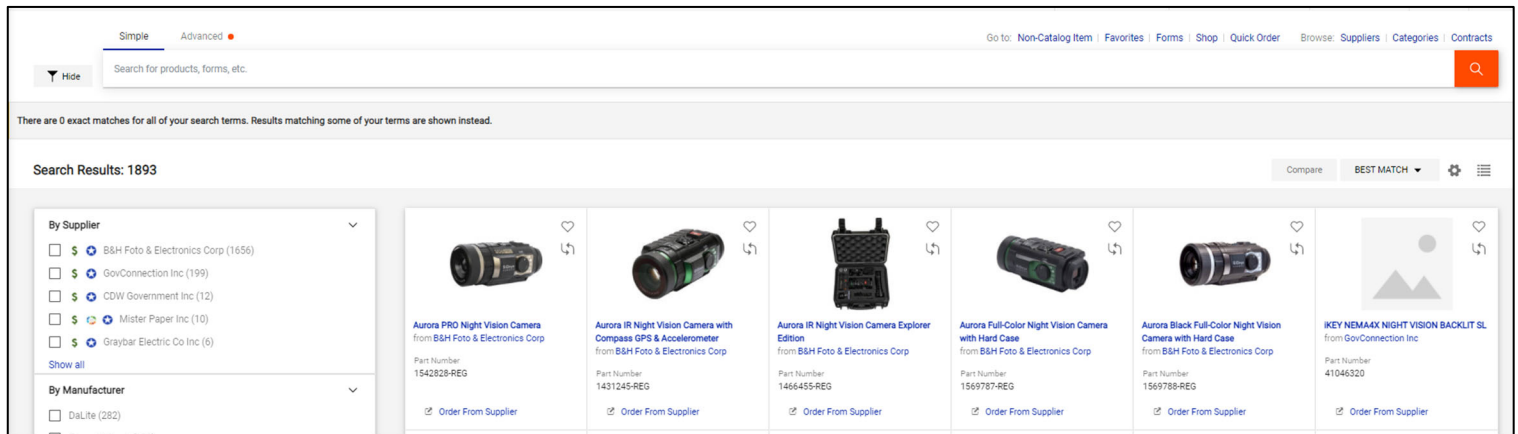 Simple Advanced
Go to: Non-Catalog Item | Favorites | Forms | Shop | Quick Order Browse: Suppliers | Categories | Contracts
Hide
Search for products, forms, etc.
There are 0 exact matches for all of your search terms. Results matching some of your terms are shown instead.
Search Results: 1893
Compare
BEST MATCH
By Supplier
$ B&H Foto & Electronics Corp (1656)
$ GovConnection Inc (199)
$ CDW Government Inc (12)
$ Mister Paper Inc (10)
$ Graybar Electric Co Inc (6)
Show all
By Manufacturer
DaLite (282)
Aurora PRO Night Vision Camera
from B&H Foto & Electronics Corp
Part Number
1542828-REG
Order From Supplier
Aurora IR Night Vision Camera with
Compass GPS & Accelerometer
from B&H Foto & Electronics Corp
Part Number
1431245-REG
Order From Supplier
Aurora IR Night Vision Camera Explorer
Edition
from B&H Foto & Electronics Corp
Part Number
1466455-REG
Order From Supplier
Aurora Full-Color Night Vision Camera
with Hard Case
from B&H Foto & Electronics Corp
Part Number
1569787-REG
Order From Supplier
Aurora Black Full-Color Night Vision
Camera with Hard Case
from B&H Foto & Electronics Corp
Part Number
1569788-REG
Order From Supplier
iKEY NEMA4X NIGHT VISION BACKLIT SL
from GovConnection Inc
Part Number
41046320
Order From Supplier